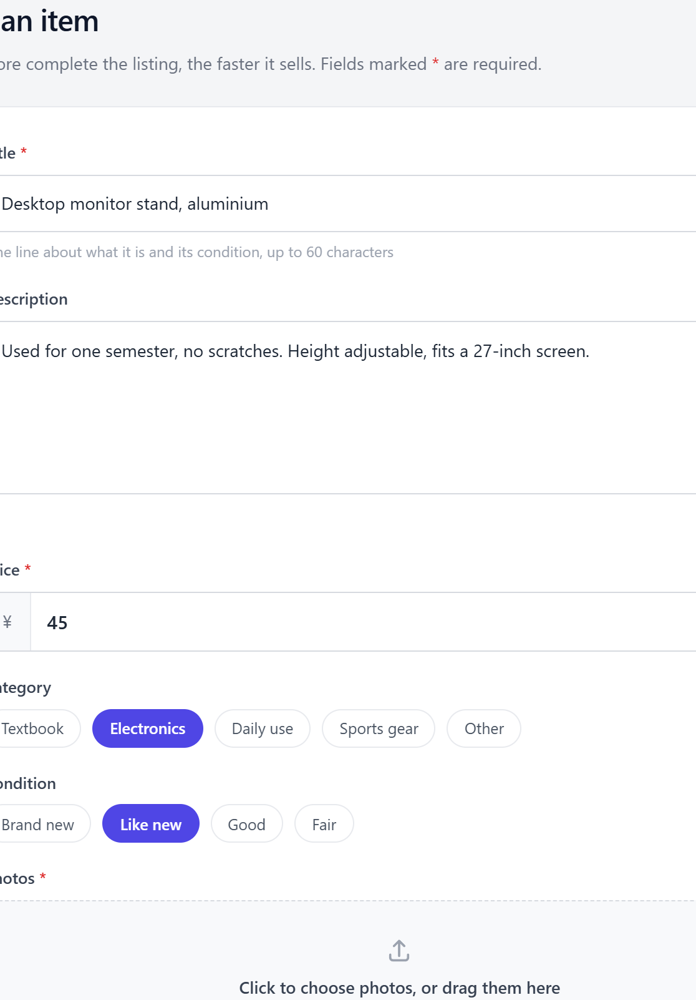 an item
ore complete the listing, the faster it sells. Fields marked * are required.
tle *
Desktop monitor stand, aluminium
ne line about what it is and its condition, up to 60 characters
escription
Used for one semester, no scratches. Height adjustable, fits a 27-inch screen.
ice *
¥ 45
ategory
Textbook Electronics Daily use Sports gear Other
ondition
Brand new Like new Good Fair
hotos *
Click to choose photos, or drag them here